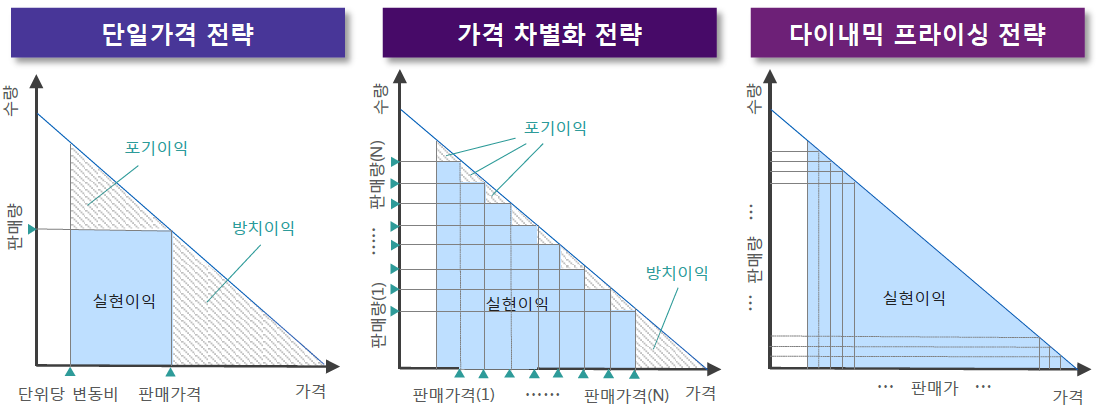 단일가격 전략
수량
포기이익
방치이익
판매량
실현이익
단위당 변동비
판매가격
가격
가격 차별화 전략
수량
포기이익
판매량(N)
‥‥‥
방치이익
실현이익
판매량(1)
판매가격(1)
‥‥‥
판매가격(N)
가격
다이내믹 프라이싱 전략
수량
… 판매량 …
실현이익
… 판매가 …
가격